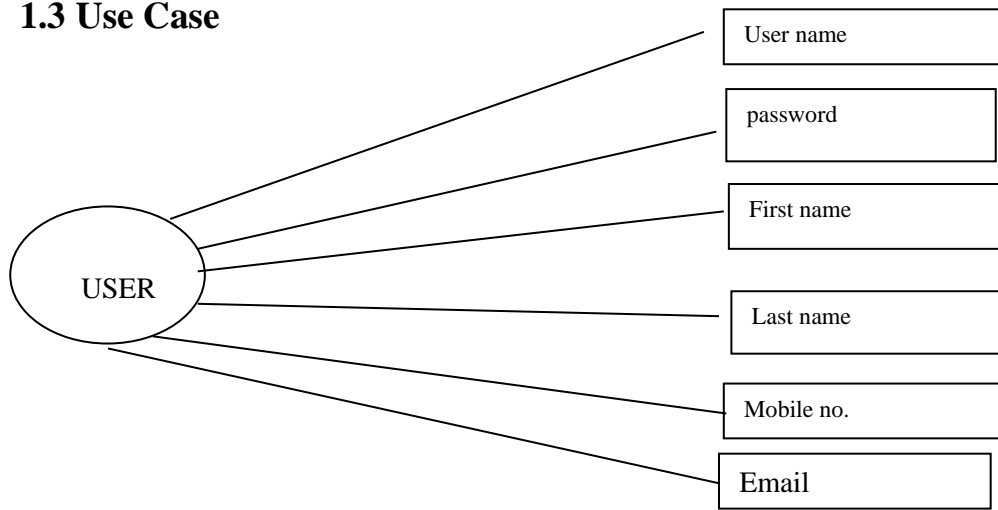 1.3 Use Case
User name
password
First name
USER
Last name
Mobile no.
Email